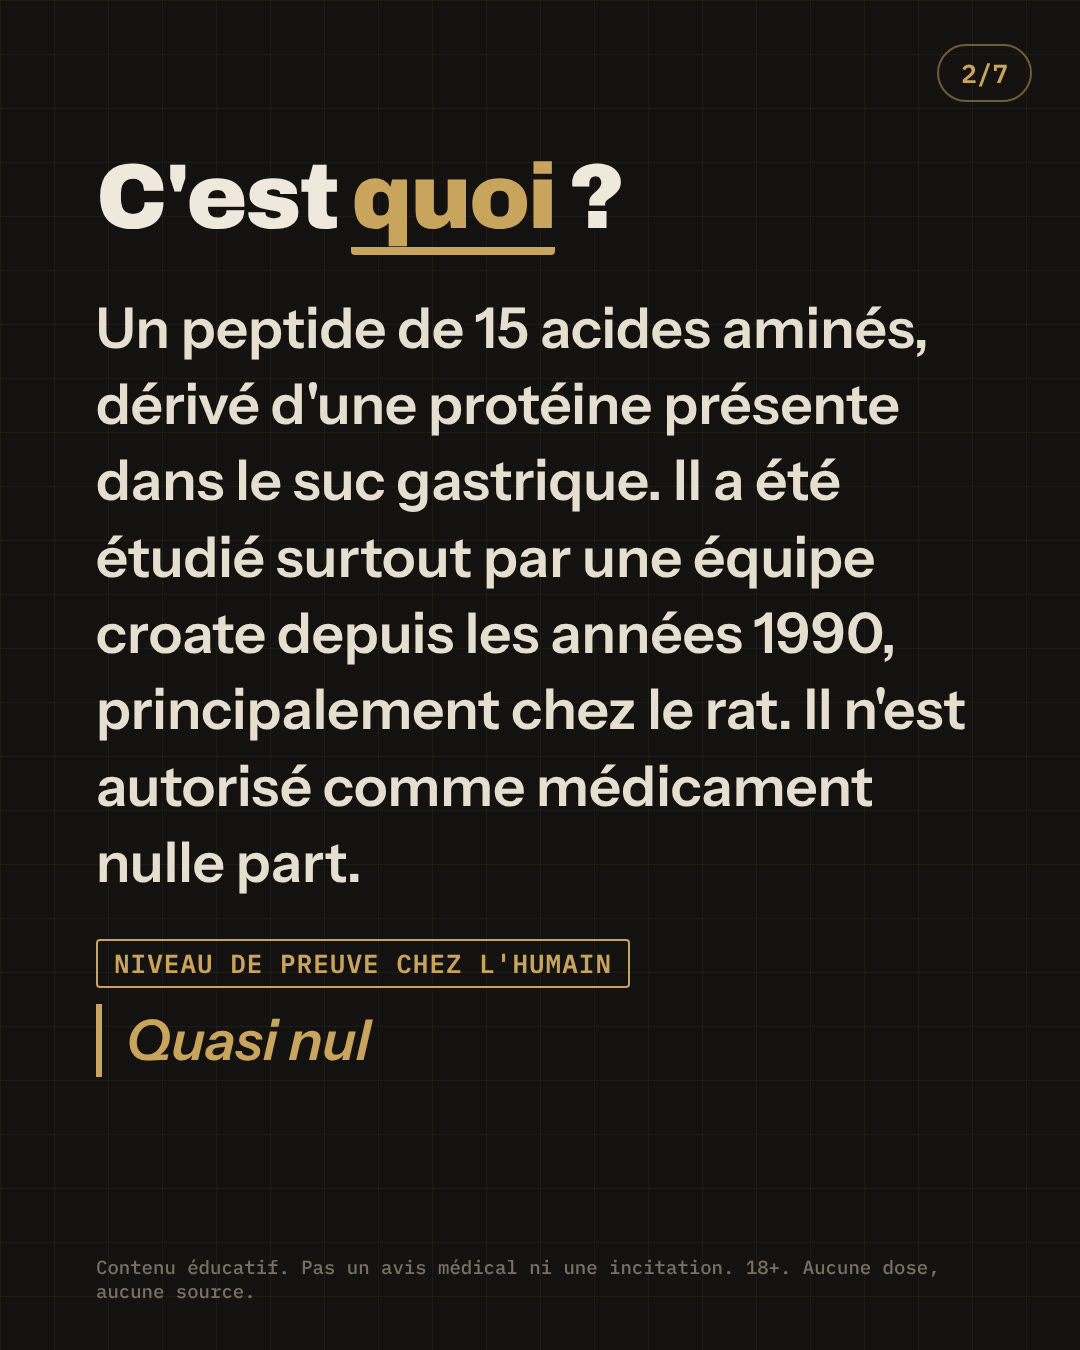 2/7
C'est quoi ?
Un peptide de 15 acides aminés,
dérivé d'une protéine présente
dans le suc gastrique. Il a été
étudié surtout par une équipe
croate depuis les années 1990,
principalement chez le rat. Il n'est
autorisé comme médicament
nulle part.
NIVEAU DE PREUVE CHEZ L'HUMAIN
Quasi nul
Contenu éducatif. Pas un avis médical ni une incitation. 18+. Aucune dose,
aucune source.